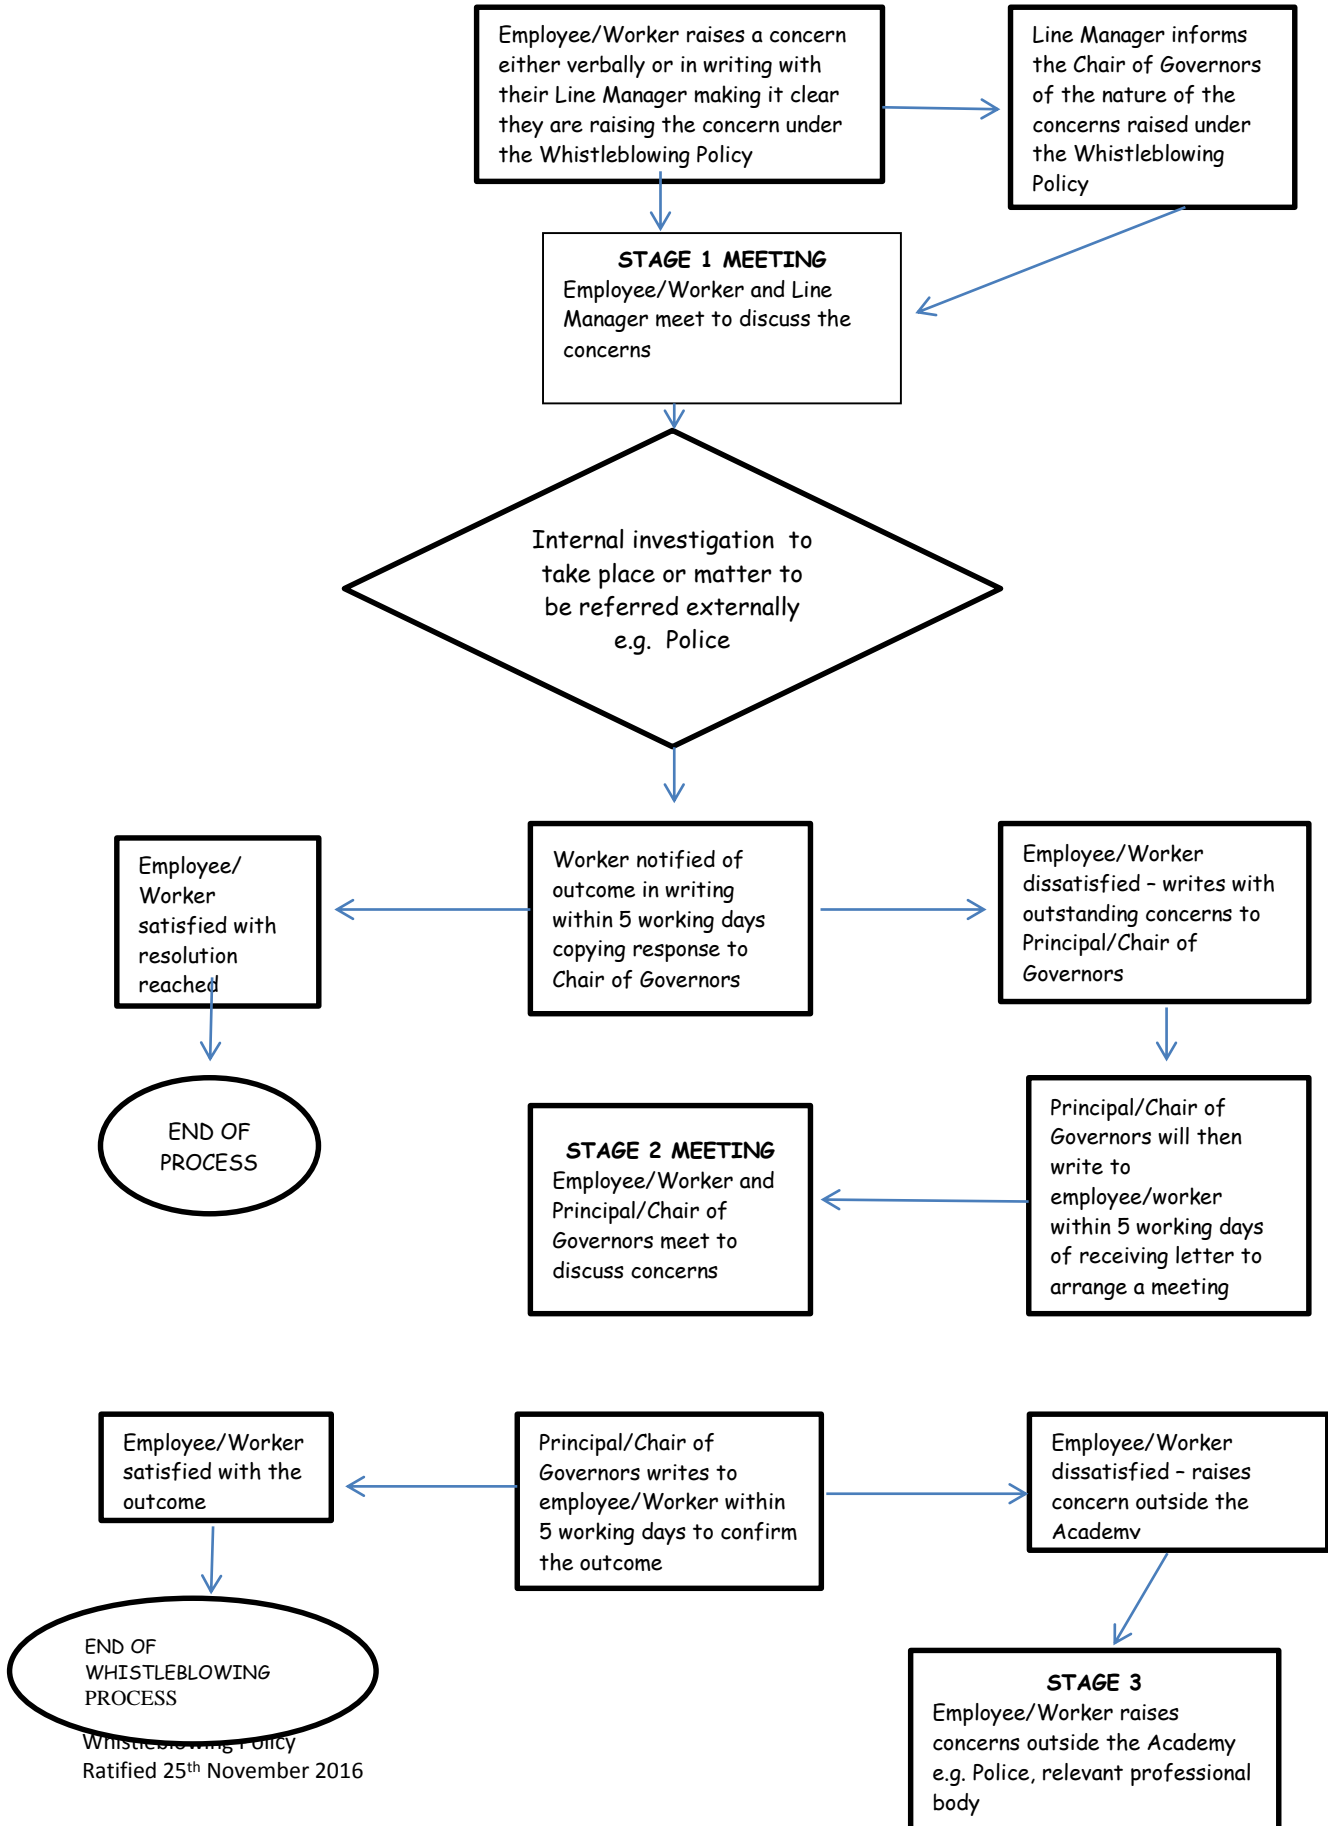 Employee/Worker raises a concern
either verbally or in writing with
their Line Manager making it clear
they are raising the concern under
the Whistleblowing Policy
Line Manager informs
the Chair of Governors
of the nature of the
concerns raised under
the Whistleblowing
Policy
STAGE 1 MEETING
Employee/Worker and Line
Manager meet to discuss the
concerns
Internal investigation to
take place or matter to
be referred externally
e.g. Police
Employee/
Worker
satisfied with
resolution
reached
Worker notified of
outcome in writing
within 5 working days
copying response to
Chair of Governors
Employee/Worker
dissatisfied – writes with
outstanding concerns to
Principal/Chair of
Governors
END OF
PROCESS
STAGE 2 MEETING
Employee/Worker and
Principal/Chair of
Governors meet to
discuss concerns
Principal/Chair of
Governors will then
write to
employee/worker
within 5 working days
of receiving letter to
arrange a meeting
Employee/Worker
satisfied with the
outcome
Principal/Chair of
Governors writes to
employee/Worker within
5 working days to confirm
the outcome
Employee/Worker
dissatisfied – raises
concern outside the
Academy
END OF
WHISTLEBLOWING
PROCESS
STAGE 3
Employee/Worker raises
concerns outside the Academy
e.g. Police, relevant professional
body
Whistleblowing Policy
Ratified 25th November 2016